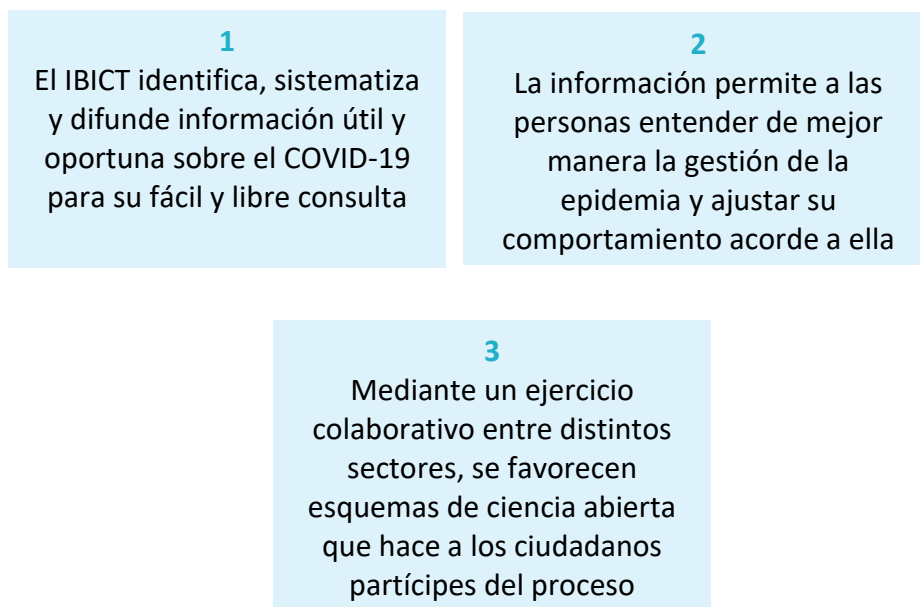 1
El IBICT identifica, sistematiza
y difunde información útil y
oportuna sobre el COVID-19
para su fácil y libre consulta
2
La información permite a las
personas entender de mejor
manera la gestión de la
epidemia y ajustar su
comportamiento acorde a ella
3
Mediante un ejercicio
colaborativo entre distintos
sectores, se favorecen
esquemas de ciencia abierta
que hace a los ciudadanos
partícipes del proceso